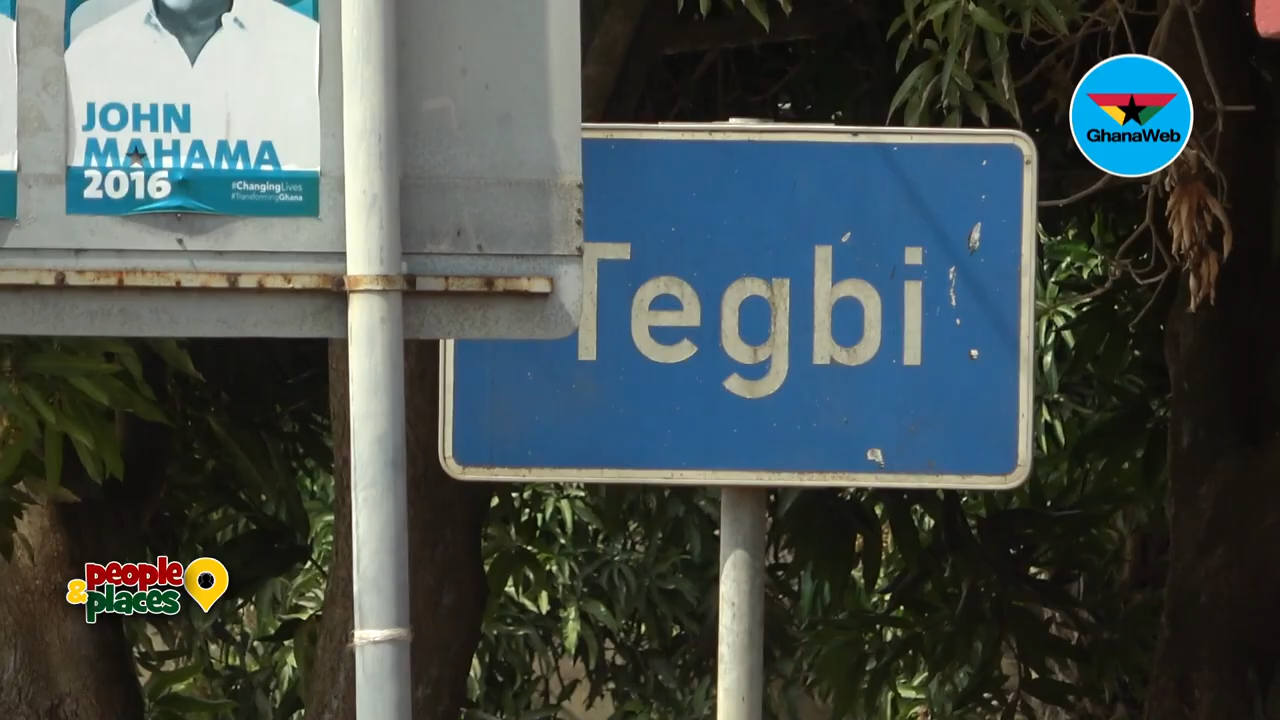 JOHN
MAHAMA
2016
#ChangingLives
#TransformingGhana
GhanaWeb
Tegbi
people
& places